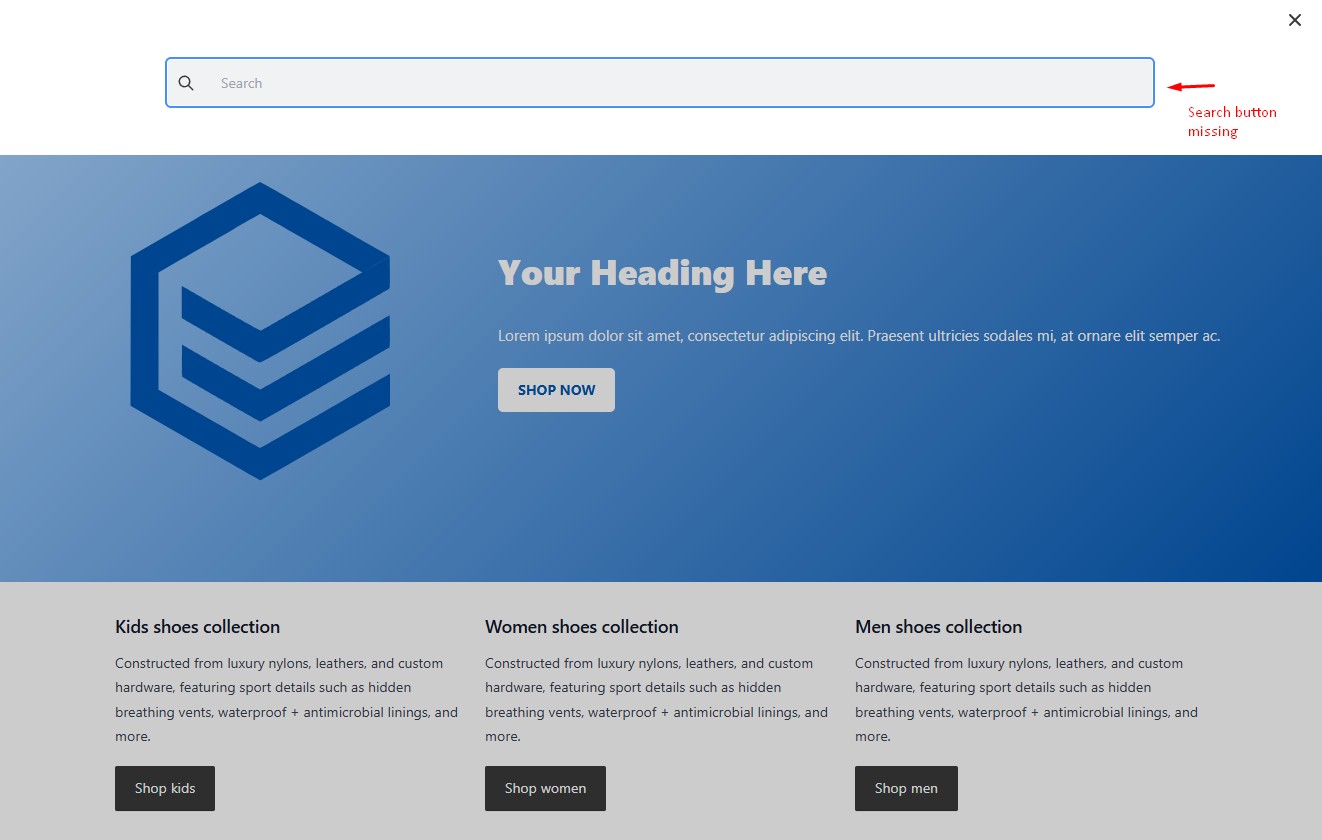 Search
Search button
missing
Your Heading Here
Lorem ipsum dolor sit amet, consectetur adipiscing elit. Praesent ultricies sodales mi, at ornare elit semper ac.
SHOP NOW
Kids shoes collection
Constructed from luxury nylons, leathers, and custom
hardware, featuring sport details such as hidden
breathing vents, waterproof + antimicrobial linings, and
more.
Shop kids
Women shoes collection
Constructed from luxury nylons, leathers, and custom
hardware, featuring sport details such as hidden
breathing vents, waterproof + antimicrobial linings, and
more.
Shop women
Men shoes collection
Constructed from luxury nylons, leathers, and custom
hardware, featuring sport details such as hidden
breathing vents, waterproof + antimicrobial linings, and
more.
Shop men